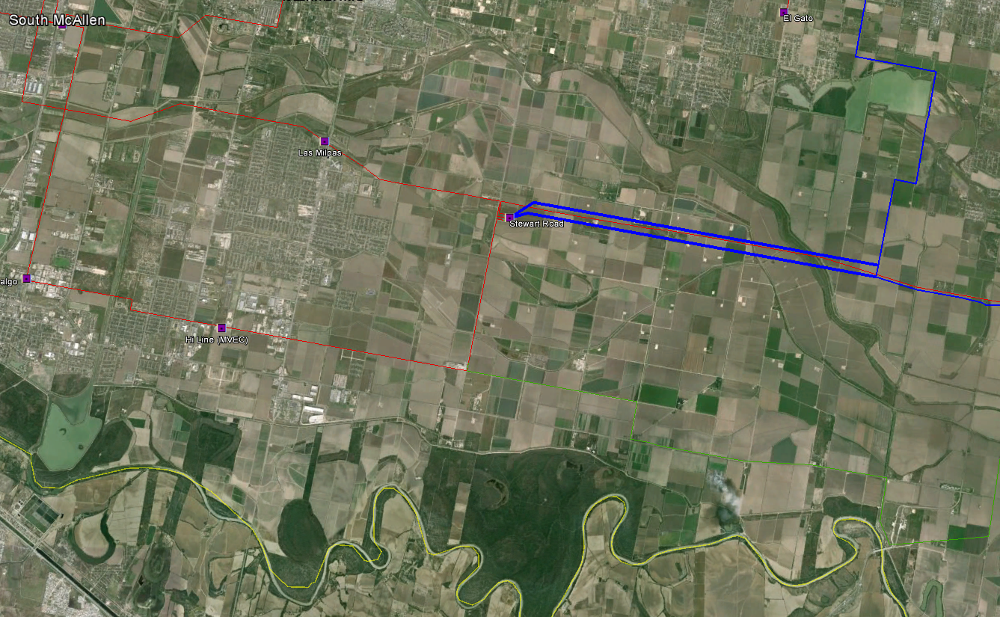 South McAllen
El Gato
Las Milpas
Stewart Road
algo
Hi Line (MVEC)